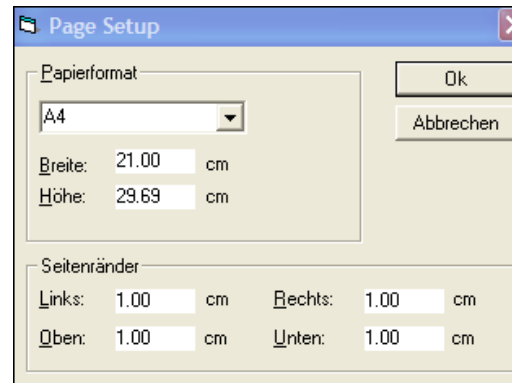 Page Setup
Papierformat
Ok
A4
Abbrechen
Breite: 21.00 cm
Höhe: 29.69 cm
Seitenränder
Links: 1.00 cm Rechts: 1.00 cm
Oben: 1.00 cm Unten: 1.00 cm